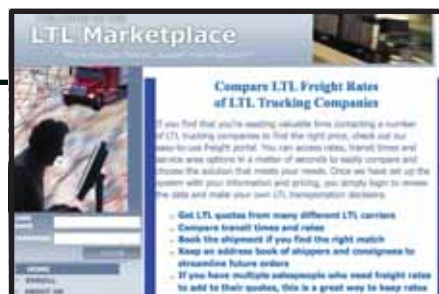 LTL Marketplace
Compare LTL Freight Rates
of LTL Trucking Companies
If you find that you're wasting valuable time contacting a number
of LTL trucking companies to find the right price, check out our
easy-to-use freight portal. You can access rates, transit times and
service area options in a matter of seconds to easily compare and
choose the solution that meets your needs. Once we have set up the
system with your information and pricing, you simply login to review
the data and make your own LTL transportation decisions.
Get LTL quotes from many different LTL carriers
Compare transit times and rates
Book the shipment if you find the right match
Keep an address book of shippers and consignees to
streamline future orders
If you have multiple salespeople who need freight rates
to add to their quotes, this is a great way to keep rates
HOME
ENROLL
ABOUT US